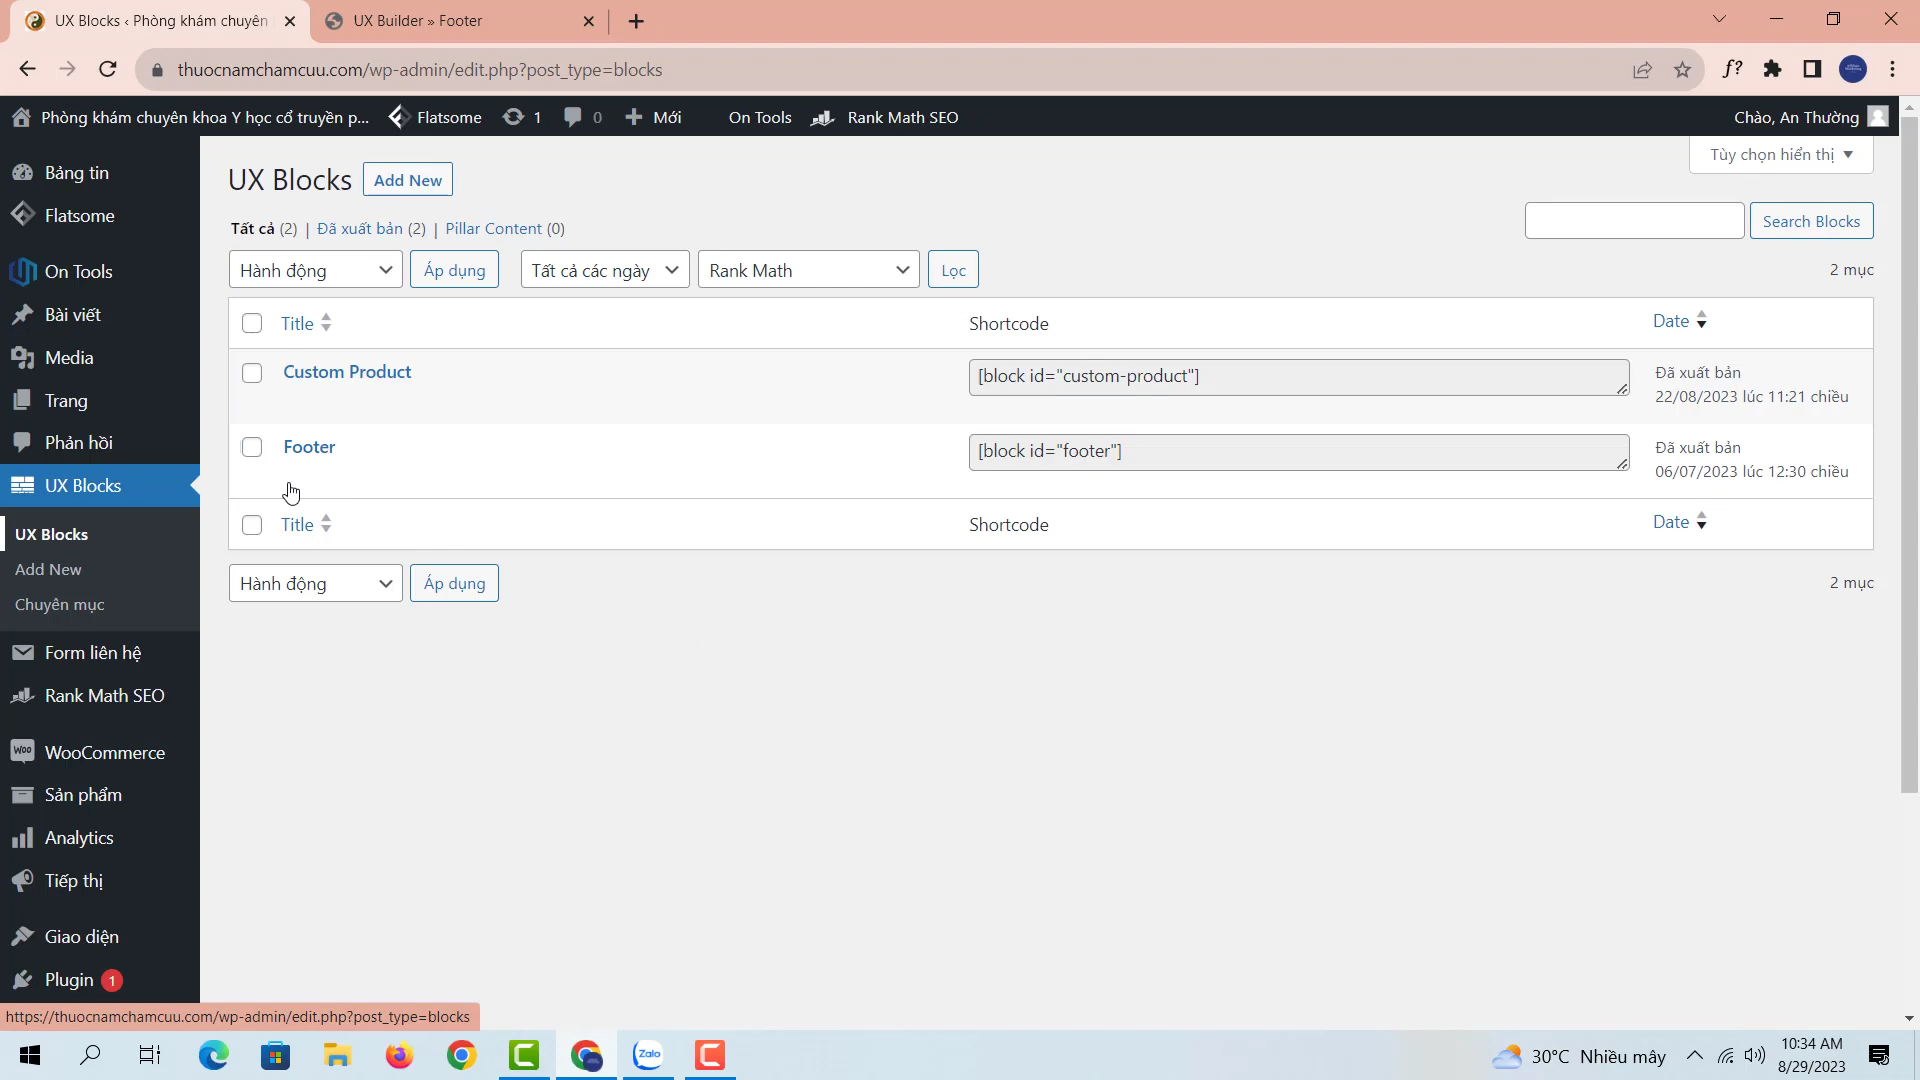 UX Blocks ‹ Phòng khám chuyên
UX Builder » Footer
thuocnamchamcuu.com/wp-admin/edit.php?post_type=blocks
f?
Phòng khám chuyên khoa Y học cổ truyền p...
Flatsome
1
0
Mới
On Tools
Rank Math SEO
Chào, An Thường
Bảng tin
Flatsome
On Tools
Bài viết
Media
Trang
Phản hồi
UX Blocks
UX Blocks
Add New
Chuyên mục
Form liên hệ
Rank Math SEO
WooCommerce
Sản phẩm
Analytics
Tiếp thị
Giao diện
Plugin 1
UX Blocks
Add New
Tùy chọn hiển thị
Tất cả (2) | Đã xuất bản (2) | Pillar Content (0)
Search Blocks
Hành động
Áp dụng
Tất cả các ngày
Rank Math
Lọc
2 mục
Title
Shortcode
Date
Custom Product
[block id="custom-product"]
Đã xuất bản
22/08/2023 lúc 11:21 chiều
Footer
[block id="footer"]
Đã xuất bản
06/07/2023 lúc 12:30 chiều
Title
Shortcode
Date
Hành động
Áp dụng
2 mục
https://thuocnamchamcuu.com/wp-admin/edit.php?post_type=blocks
Zalo
30°C Nhiều mây
10:34 AM
8/29/2023